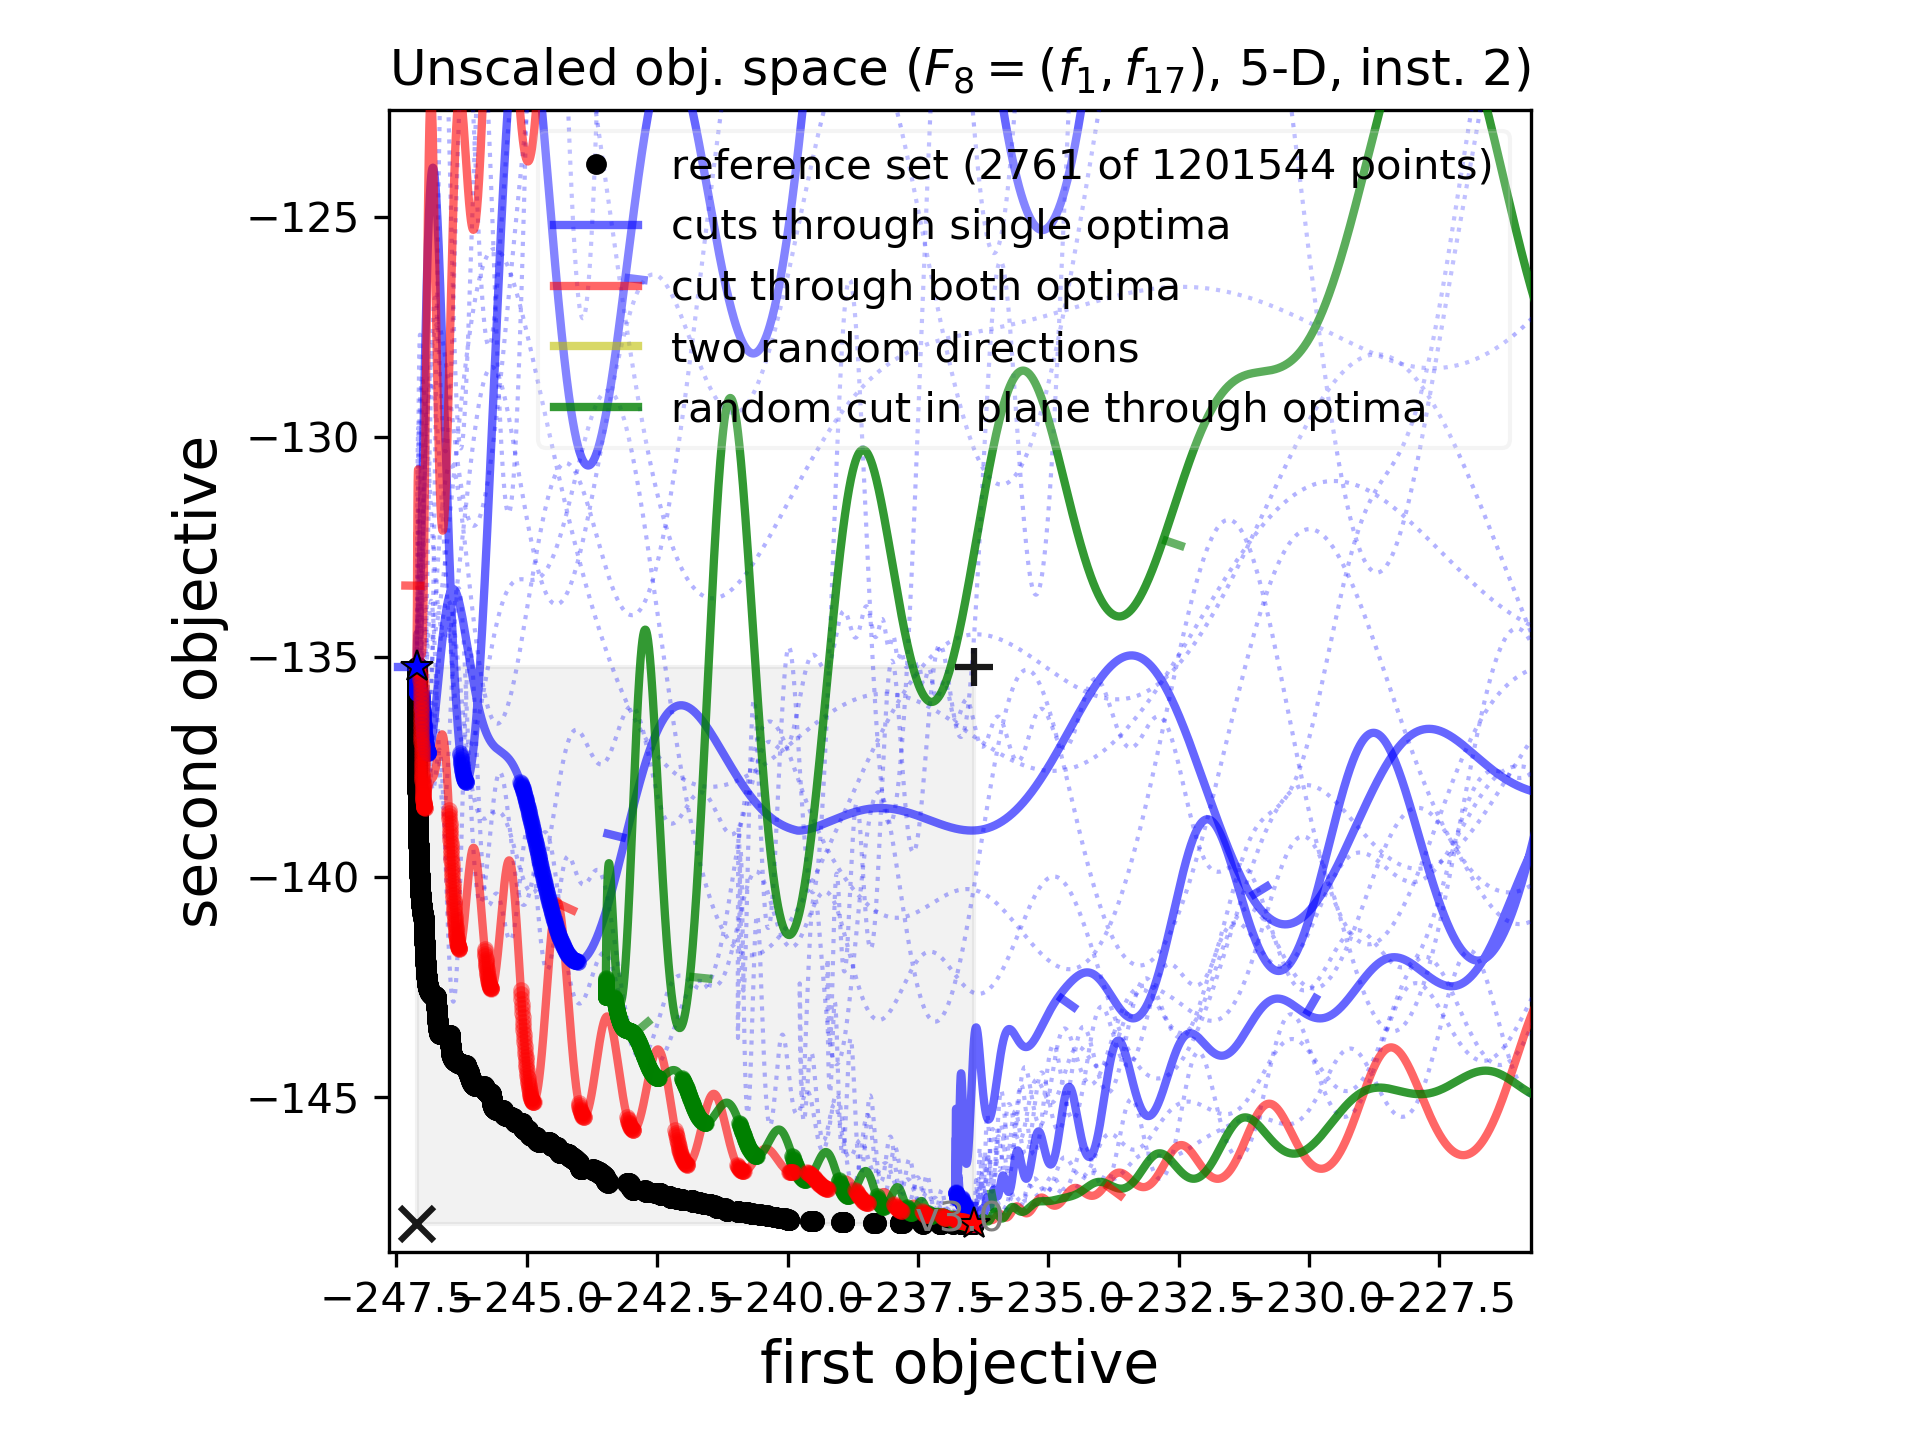 Unscaled obj. space (F₈ = (f₁, f₁₇), 5-D, inst. 2)
reference set (2761 of 1201544 points)
cuts through single optima
cut through both optima
two random directions
random cut in plane through optima
second objective
−125
−130
−135
−140
−145
v3.0
−247.5 −245.0 −242.5 −240.0 −237.5 −235.0 −232.5 −230.0 −227.5
first objective